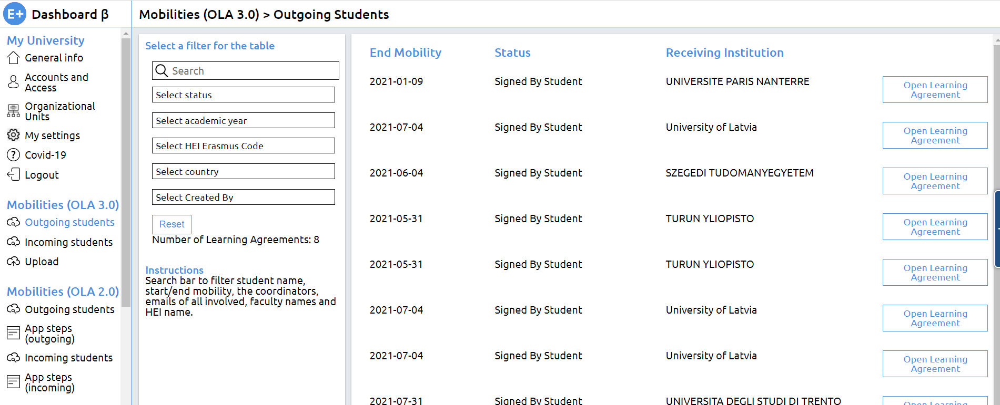 E+ Dashboard β
Mobilities (OLA 3.0) > Outgoing Students
My University
General info
Accounts and
Access
Organizational
Units
My settings
Covid-19
Logout
Mobilities (OLA 3.0)
Outgoing students
Incoming students
Upload
Mobilities (OLA 2.0)
Outgoing students
App steps
(outgoing)
Incoming students
App steps
(incoming)
Select a filter for the table
Search
Select status
Select academic year
Select HEI Erasmus Code
Select country
Select Created By
Reset
Number of Learning Agreements: 8
Instructions
Search bar to filter student name,
start/end mobility, the coordinators,
emails of all involved, faculty names and
HEI name.
End Mobility Status Receiving Institution
2021-01-09 Signed By Student UNIVERSITE PARIS NANTERRE Open Learning
Agreement
2021-07-04 Signed By Student University of Latvia Open Learning
Agreement
2021-06-04 Signed By Student SZEGEDI TUDOMANYEGYETEM Open Learning
Agreement
2021-05-31 Signed By Student TURUN YLIOPISTO Open Learning
Agreement
2021-05-31 Signed By Student TURUN YLIOPISTO Open Learning
Agreement
2021-07-04 Signed By Student University of Latvia Open Learning
Agreement
2021-07-04 Signed By Student University of Latvia Open Learning
Agreement
2021-07-31 Signed By Student UNIVERSITA DEGLI STUDI DI TRENTO Open Learning